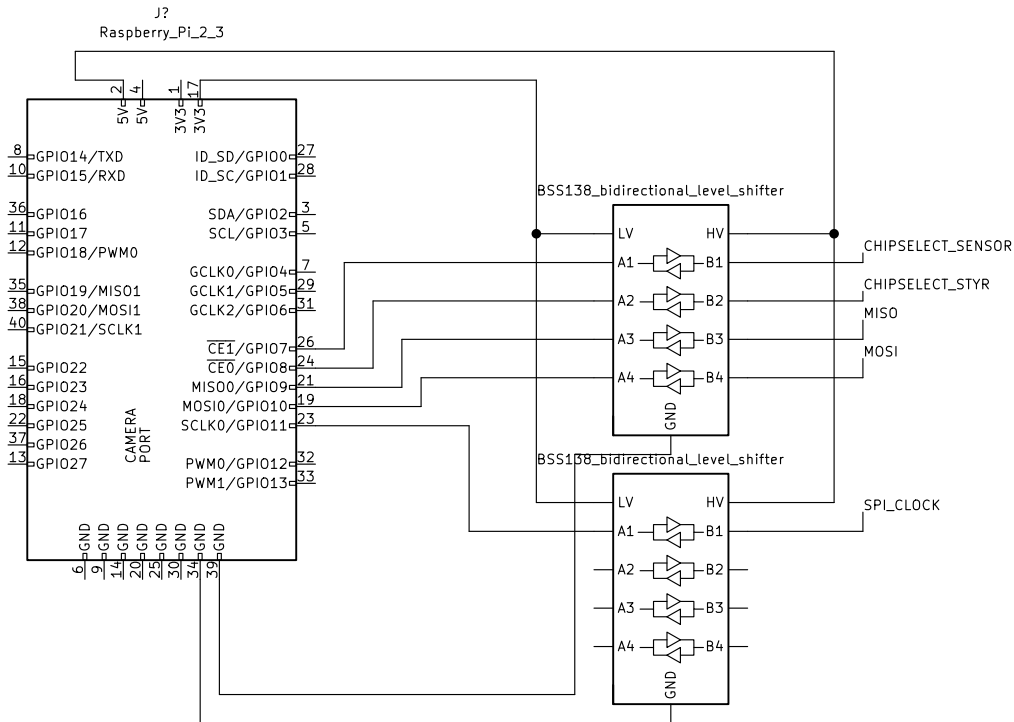 J?
Raspberry_Pi_2_3
2 4 1 17
5V 5V 3V3 3V3
8 GPIO14/TXD ID_SD/GPIO0 27
10 GPIO15/RXD ID_SC/GPIO1 28
BSS138_bidirectional_level_shifter
36 GPIO16 SDA/GPIO2 3
11 GPIO17 SCL/GPIO3 5
LV HV
12 GPIO18/PWM0
CHIPSELECT_SENSOR
A1 B1
GCLK0/GPIO4 7
35 GPIO19/MISO1 GCLK1/GPIO5 29
CHIPSELECT_STYR
A2 B2
38 GPIO20/MOSI1 GCLK2/GPIO6 31
MISO
40 GPIO21/SCLK1
A3 B3
CE1/GPIO7 26
MOSI
15 GPIO22 CE0/GPIO8 24
A4 B4
16 GPIO23 MISO0/GPIO9 21
18 GPIO24 MOSI0/GPIO10 19
GND
22 GPIO25 SCLK0/GPIO11 23
CAMERA
PORT
37 GPIO26
BSS138_bidirectional_level_shifter
13 GPIO27 PWM0/GPIO12 32
PWM1/GPIO13 33
LV HV
SPI_CLOCK
A1 B1
GND GND GND GND GND GND GND GND
6 9 14 20 25 30 34 39
A2 B2
A3 B3
A4 B4
GND